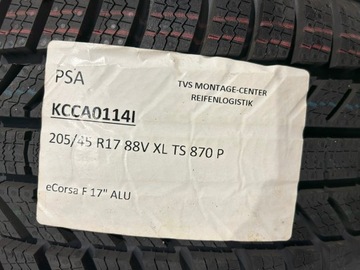 PSA
TVS MONTAGE-CENTER
REIFENLOGISTIK
KCCA0114I
205/45 R17 88V XL TS 870 P
eCorsa F 17" ALU